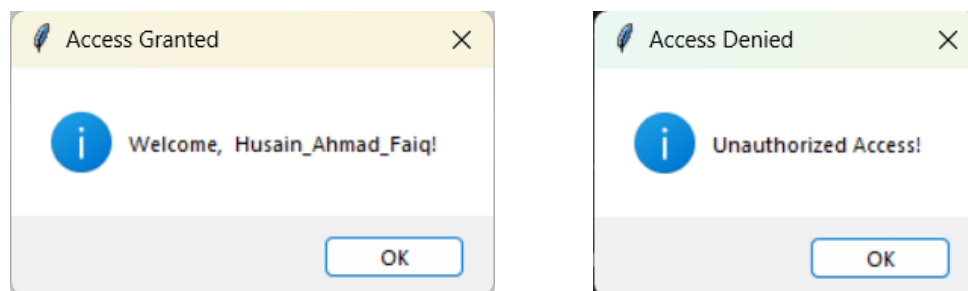 Access Granted
Welcome,  Husain_Ahmad_Faiq!
OK
Access Denied
Unauthorized Access!
OK